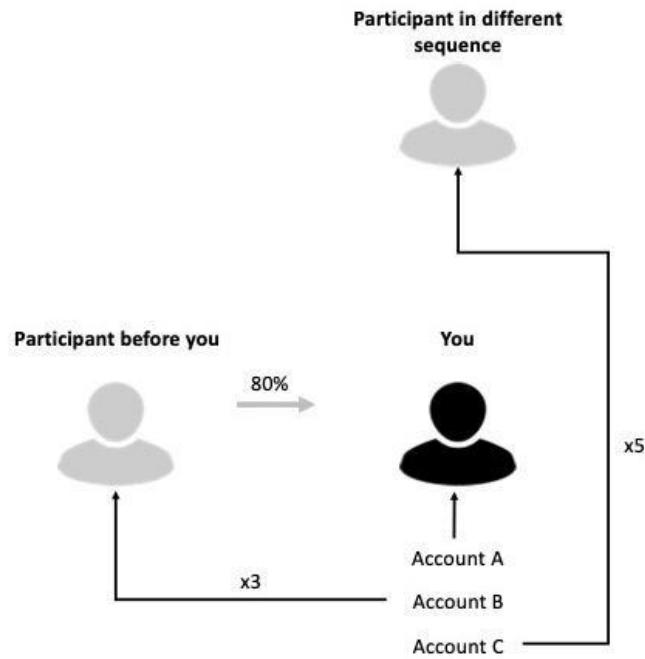 Participant in different
sequence
Participant before you
You
80%
x5
Account A
x3
Account B
Account C